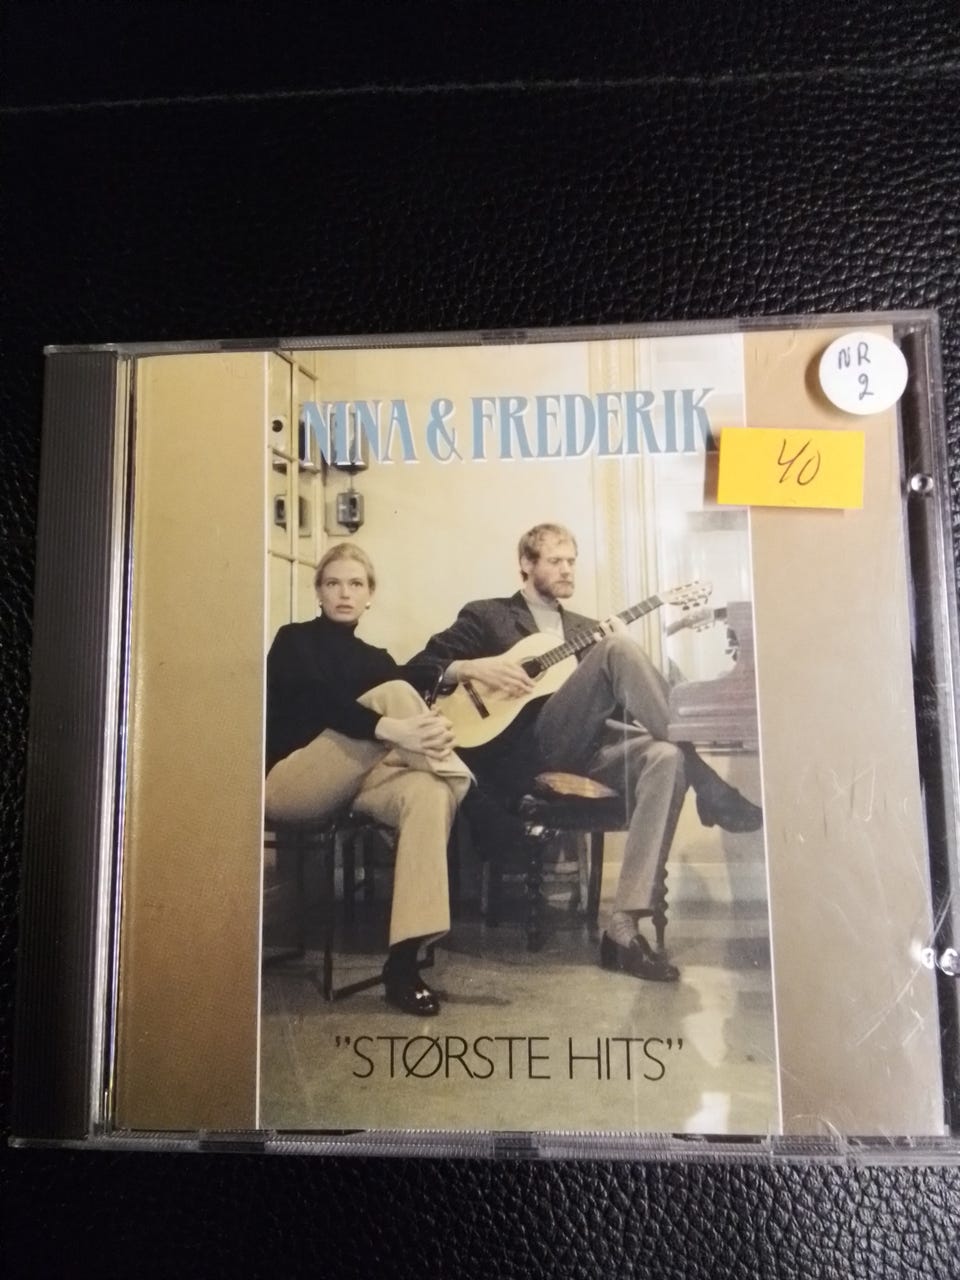 NR
2
NINA & FREDERIK
40
"STØRSTE HITS"